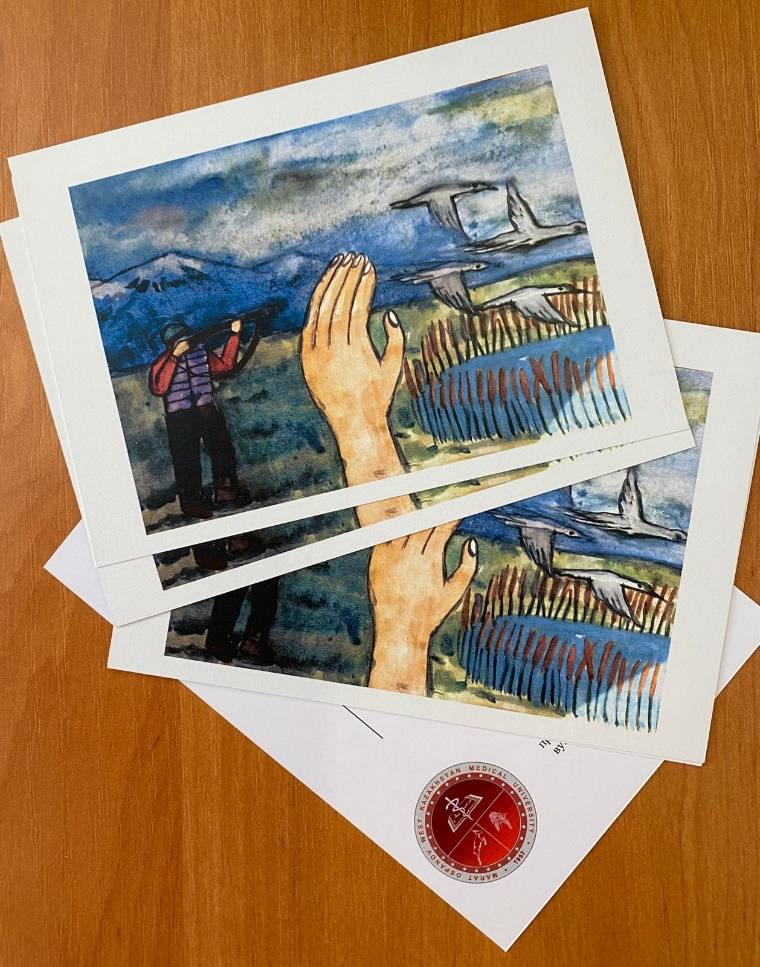 MARAT OSPANOV WEST KAZAKHSTAN MEDICAL UNIVERSITY • 1957 •